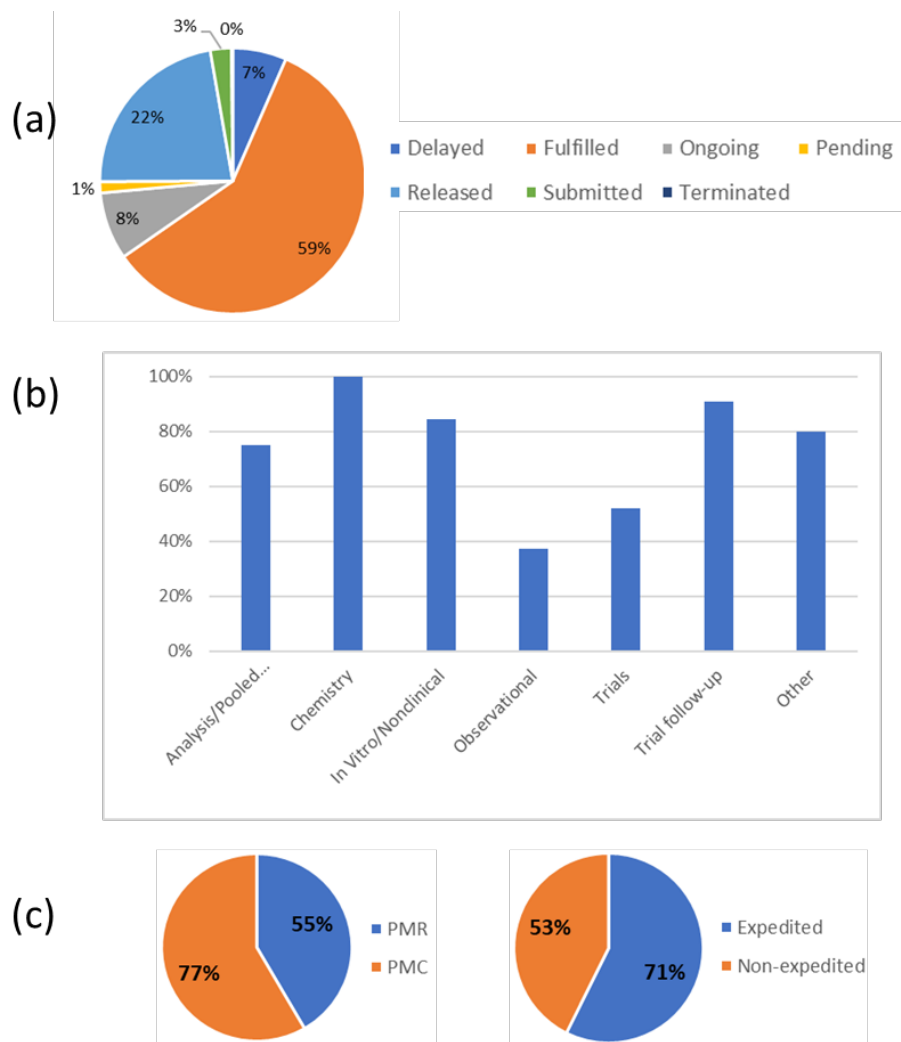 (a)
3% 0%
7%
22%
1%
8%
59%
Delayed Fulfilled Ongoing Pending
Released Submitted Terminated
(b)
100%
80%
60%
40%
20%
0%
Analysis/Pooled...
Chemistry
In Vitro/Nonclinical
Observational
Trials
Trial follow-up
Other
(c)
55%
77%
PMR
PMC
53%
71%
Expedited
Non-expedited